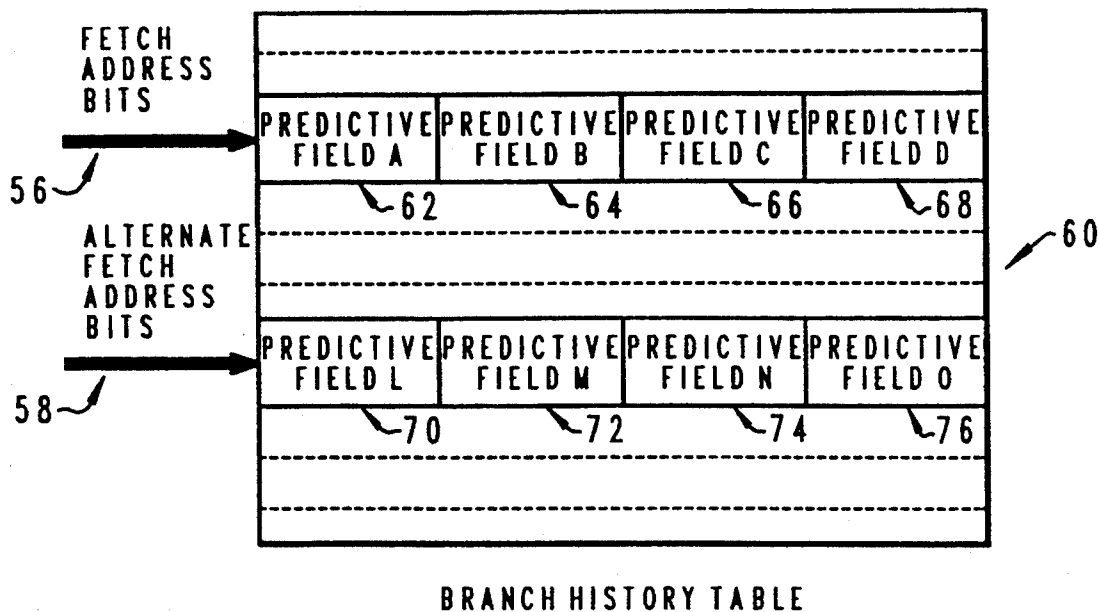 FETCH
ADDRESS
BITS
56
PREDICTIVE FIELD A
PREDICTIVE FIELD B
PREDICTIVE FIELD C
PREDICTIVE FIELD D
62
64
66
68
60
ALTERNATE
FETCH
ADDRESS
BITS
58
PREDICTIVE FIELD L
PREDICTIVE FIELD M
PREDICTIVE FIELD N
PREDICTIVE FIELD O
70
72
74
76
BRANCH HISTORY TABLE